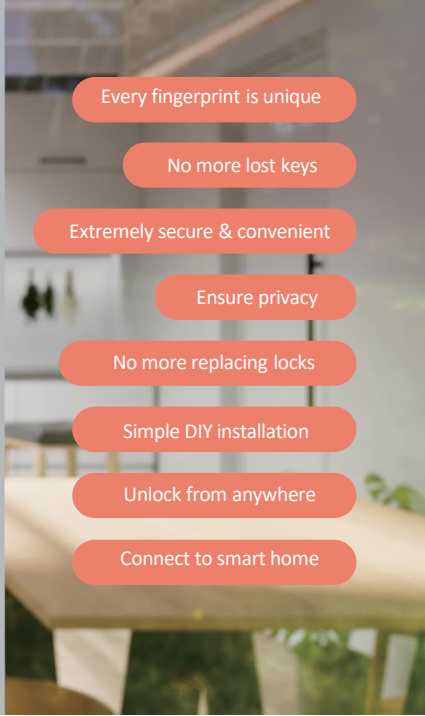 Every fingerprint is unique
No more lost keys
Extremely secure & convenient
Ensure privacy
No more replacing locks
Simple DIY installation
Unlock from anywhere
Connect to smart home